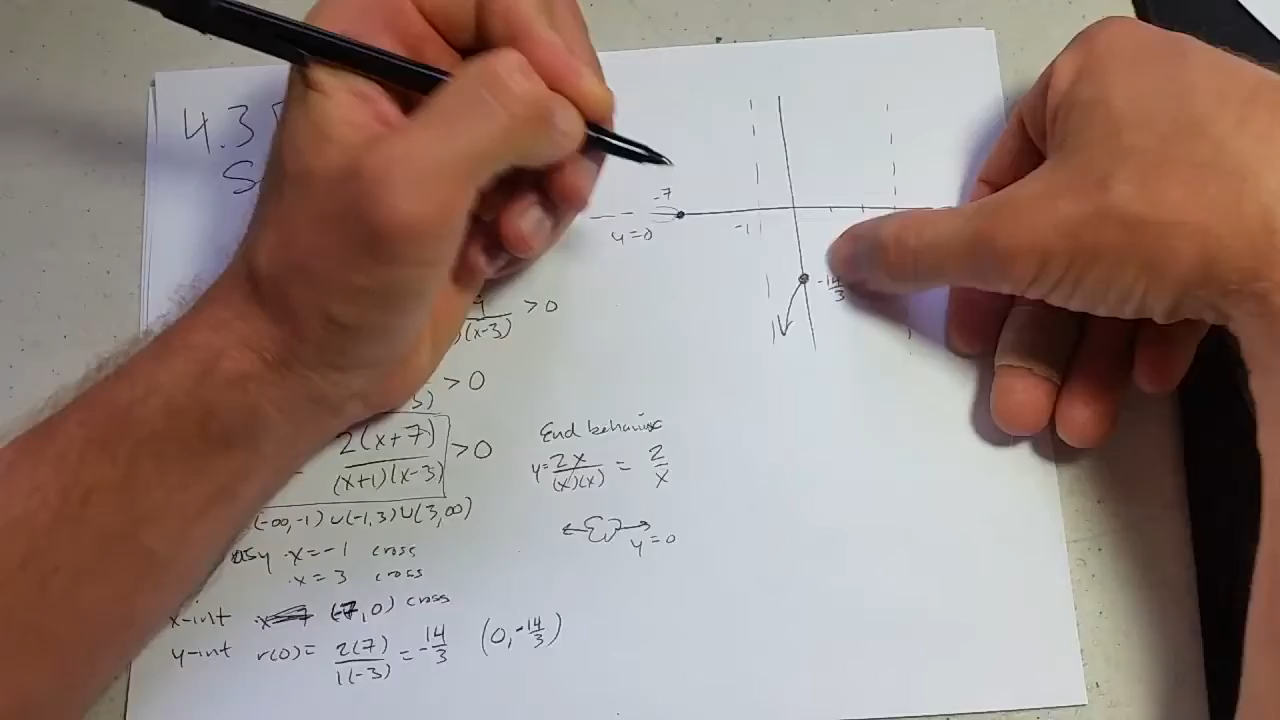 4.3
-7
y=0
-1
-14/3
(x-3) > 0
> 0
2(x+7)/(x+1)(x-3) > 0
(-∞,-1)∪(-1,3)∪(3,∞)
asy x=-1 cross
x=3 cross
x-int (-7,0) cross
y-int r(0)= 2(7)/1(-3) = -14/3 (0,-14/3)
End behavior
y= 2x/(x)(x) = 2/x
y=0